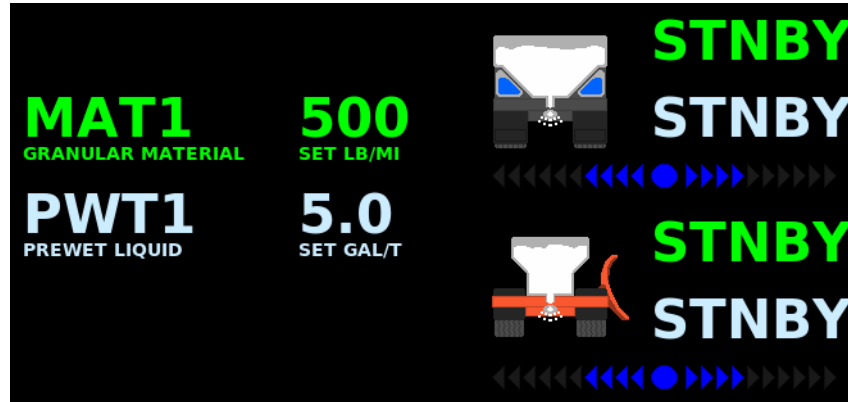 MAT1
GRANULAR MATERIAL
500
SET LB/MI
PWT1
PREWET LIQUID
5.0
SET GAL/T
STNBY
STNBY
STNBY
STNBY